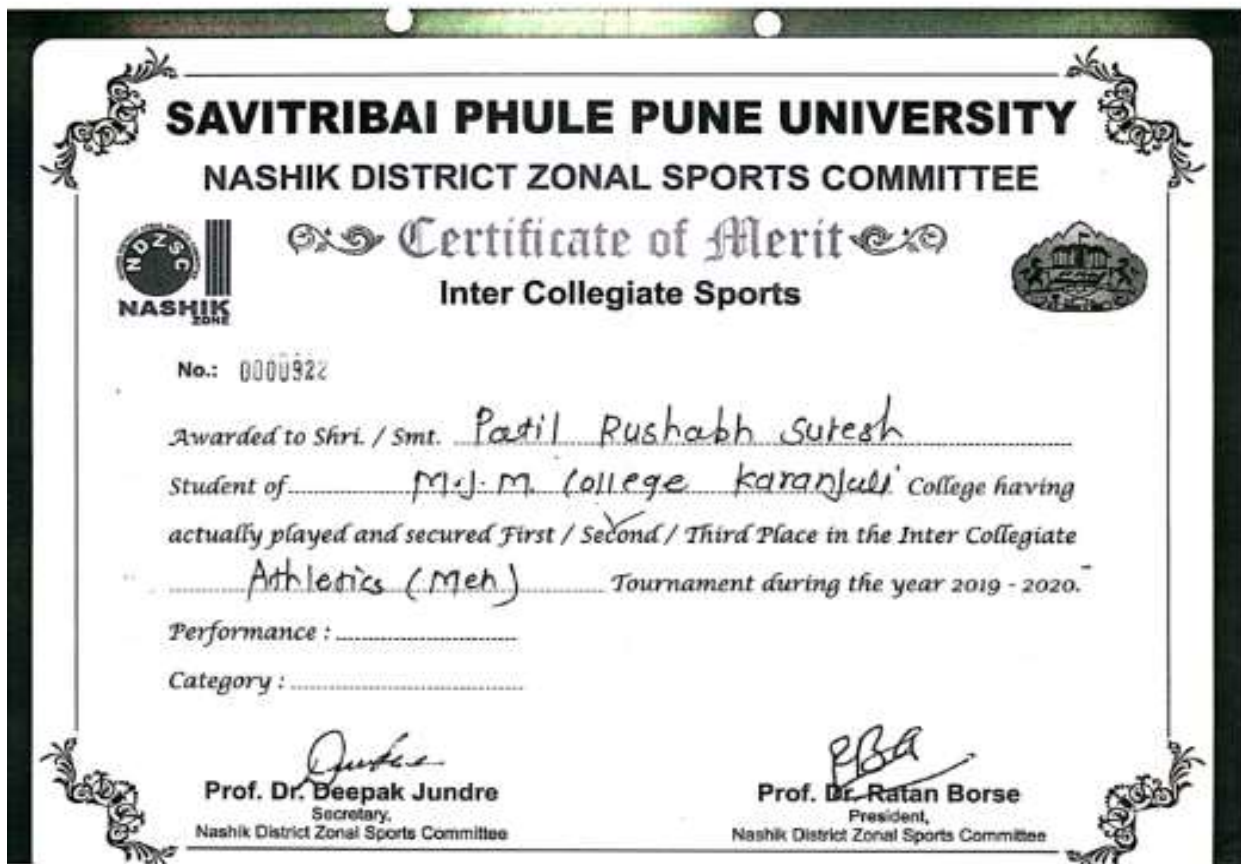 SAVITRIBAI PHULE PUNE UNIVERSITY
NASHIK DISTRICT ZONAL SPORTS COMMITTEE
NDZSC
NASHIK
ZONE
Certificate of Merit
Inter Collegiate Sports
No.: 0000922
Awarded to Shri. / Smt. Patil Rushabh Suresh
Student of M.J.M. College Karanjali College having
actually played and secured First / Second / Third Place in the Inter Collegiate
Athletics (Men) Tournament during the year 2019 - 2020.
Performance :
Category :
Prof. Dr. Deepak Jundre
Secretary,
Nashik District Zonal Sports Committee
Prof. Dr. Ratan Borse
President,
Nashik District Zonal Sports Committee